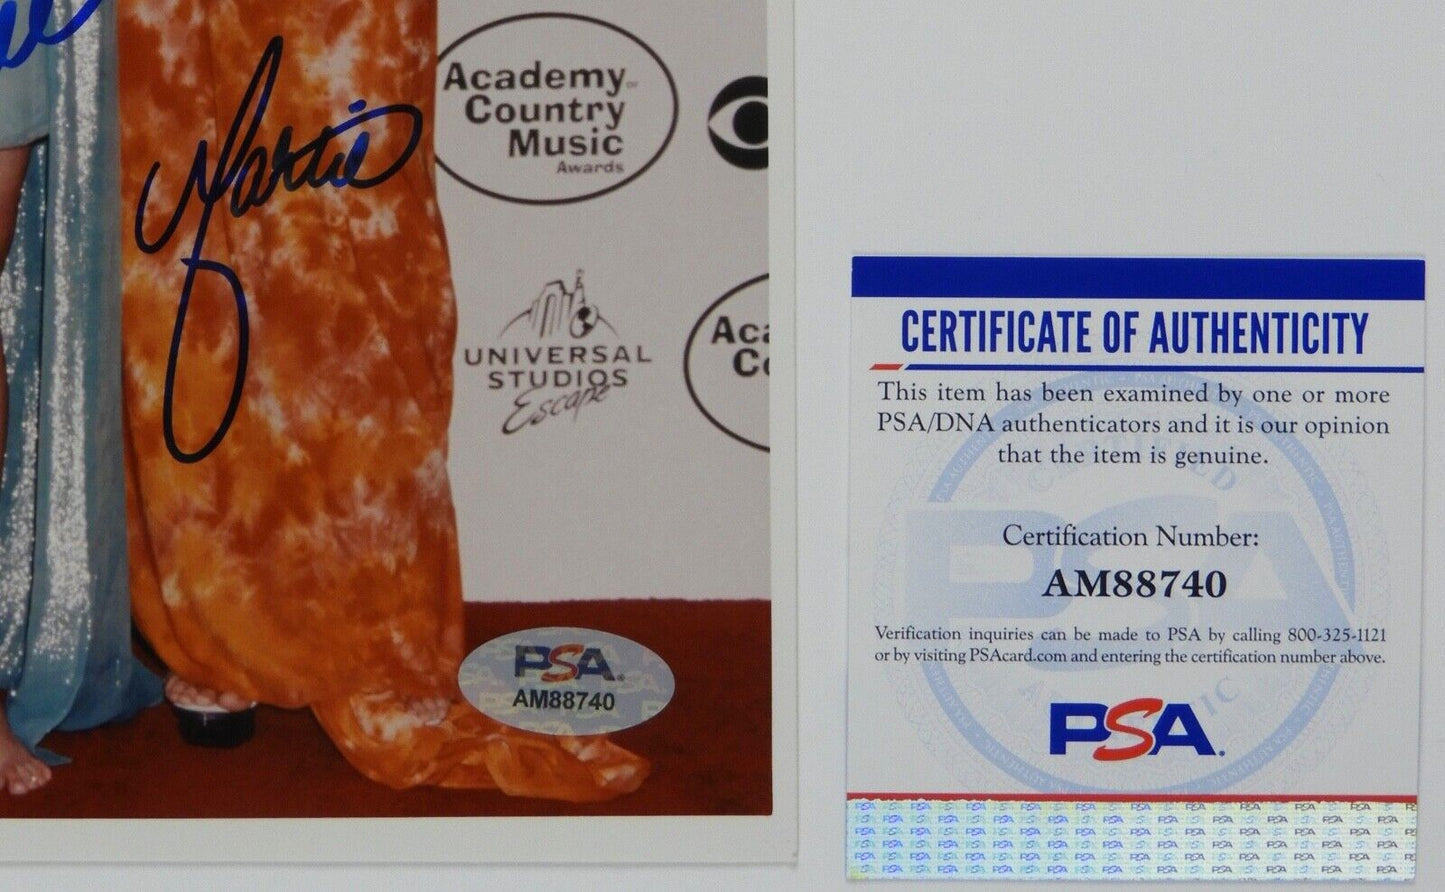 Martie
Academy of
Country
Music
Awards
UNIVERSAL
STUDIOS
Escape
Aca
Co
PSA
AM88740
CERTIFICATE OF AUTHENTICITY
This item has been examined by one or more
PSA/DNA authenticators and it is our opinion
that the item is genuine.
Certification Number:
AM88740
Verification inquiries can be made to PSA by calling 800-325-1121
or by visiting PSAcard.com and entering the certification number above.
PSA